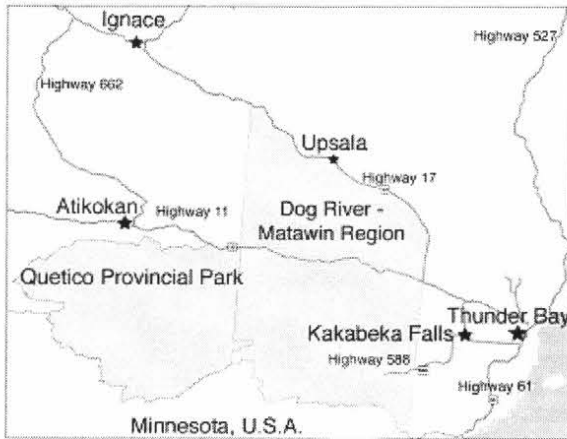 Ignace
Highway 527
Highway 662
Upsala
Highway 17
Atikokan
Highway 11
Dog River -
Matawin Region
Quetico Provincial Park
Thunder Bay
Kakabeka Falls
Highway 588
Highway 61
Minnesota, U.S.A.